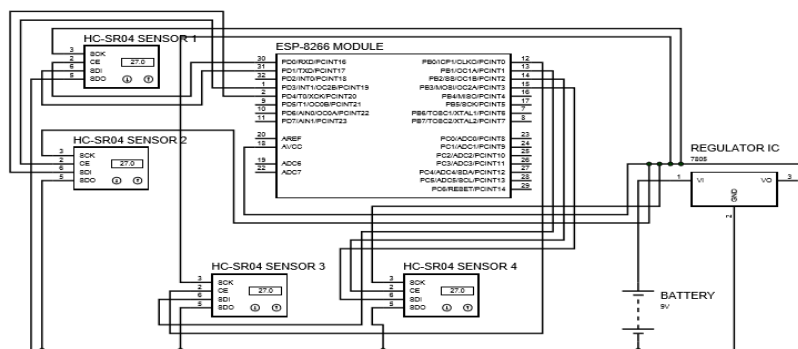 HC-SR04 SENSOR 1
3 SCK
2 CE
6 SDI
5 SDO
27.0
ESP-8266 MODULE
30 PD0/RXD/PCINT16
31 PD1/TXD/PCINT17
32 PD2/INT0/PCINT18
1 PD3/INT1/OC2B/PCINT19
2 PD4/T0/XCK/PCINT20
9 PD5/T1/OC0B/PCINT21
10 PD6/AIN0/OC0A/PCINT22
11 PD7/AIN1/PCINT23
20 AREF
18 AVCC
19 ADC6
22 ADC7
PB0/ICP1/CLKO/PCINT0 12
PB1/OC1A/PCINT1 13
PB2/SS/OC1B/PCINT2 14
PB3/MOSI/OC2A/PCINT3 15
PB4/MISO/PCINT4 16
PB5/SCK/PCINT5 17
PB6/TOSC1/XTAL1/PCINT6 7
PB7/TOSC2/XTAL2/PCINT7 8
PC0/ADC0/PCINT8 23
PC1/ADC1/PCINT9 24
PC2/ADC2/PCINT10 25
PC3/ADC3/PCINT11 26
PC4/ADC4/SDA/PCINT12 27
PC5/ADC5/SCL/PCINT13 28
PC6/RESET/PCINT14 29
HC-SR04 SENSOR 2
3 SCK
2 CE
6 SDI
5 SDO
27.0
REGULATOR IC
7805
1 VI
VO 3
GND
2
HC-SR04 SENSOR 3
3 SCK
2 CE
6 SDI
5 SDO
27.0
HC-SR04 SENSOR 4
3 SCK
2 CE
6 SDI
5 SDO
27.0
BATTERY
9V